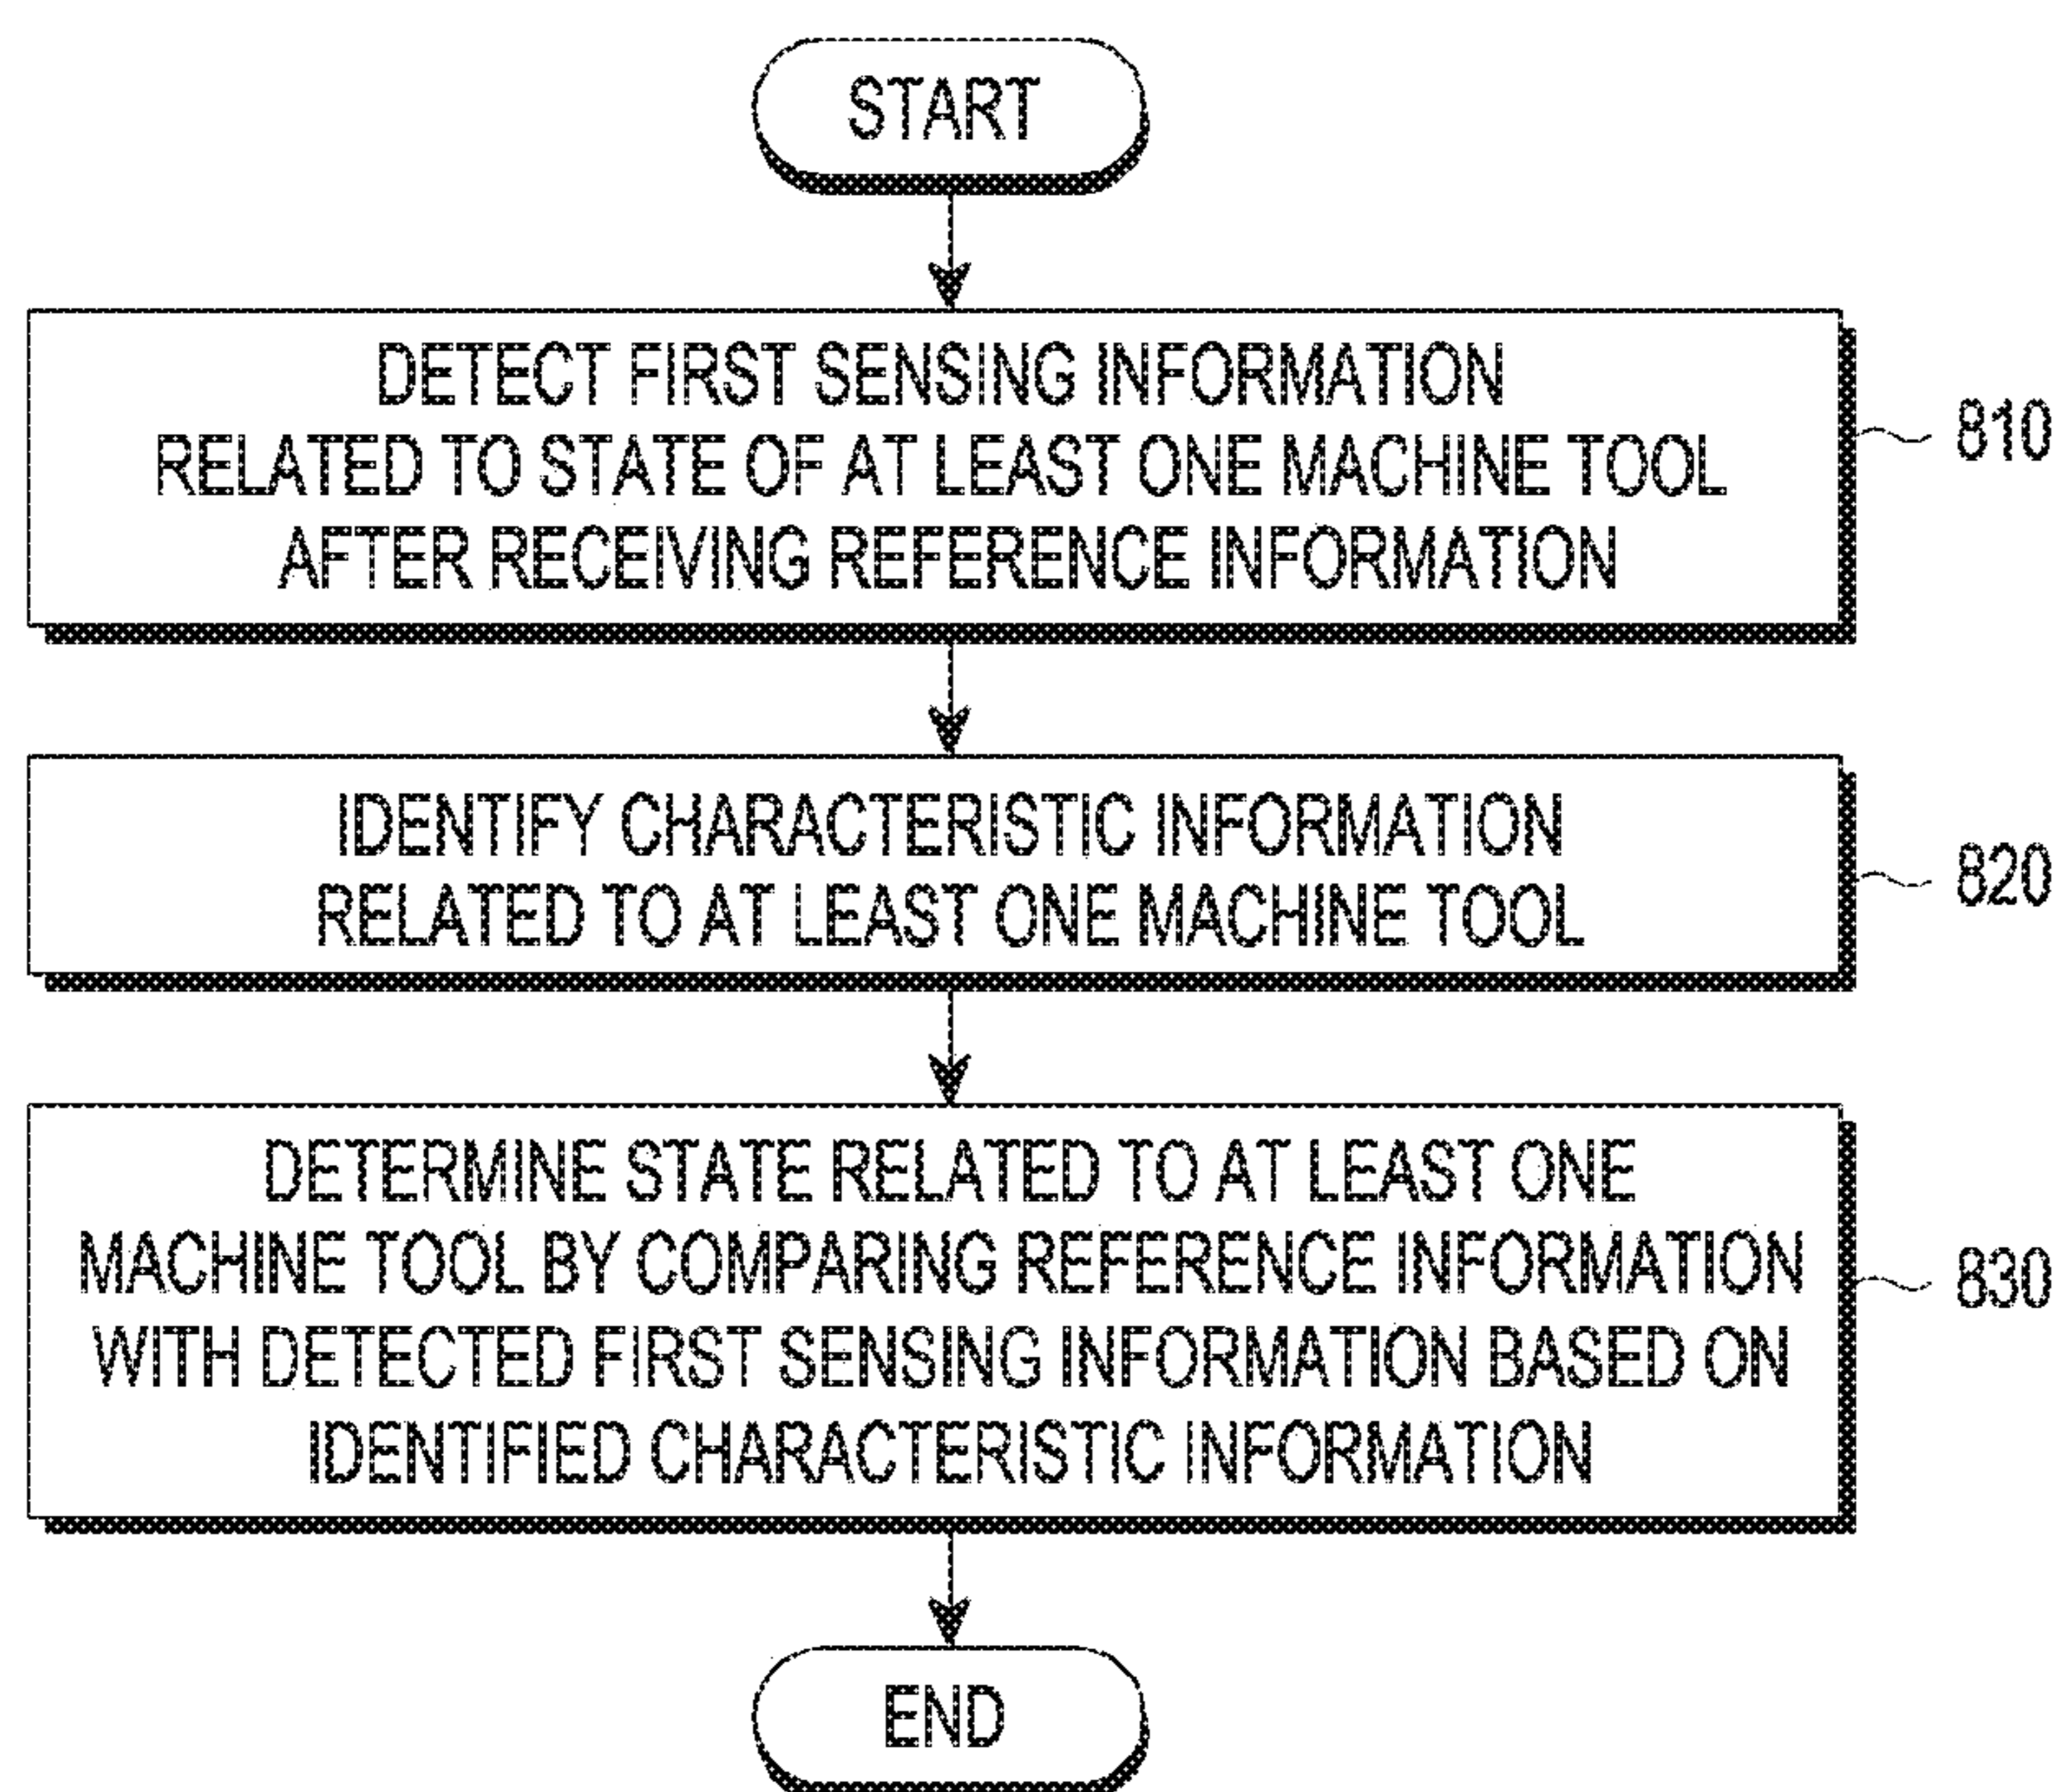 START
DETECT FIRST SENSING INFORMATION
RELATED TO STATE OF AT LEAST ONE MACHINE TOOL
AFTER RECEIVING REFERENCE INFORMATION
810
IDENTIFY CHARACTERISTIC INFORMATION
RELATED TO AT LEAST ONE MACHINE TOOL
820
DETERMINE STATE RELATED TO AT LEAST ONE
MACHINE TOOL BY COMPARING REFERENCE INFORMATION
WITH DETECTED FIRST SENSING INFORMATION BASED ON
IDENTIFIED CHARACTERISTIC INFORMATION
830
END